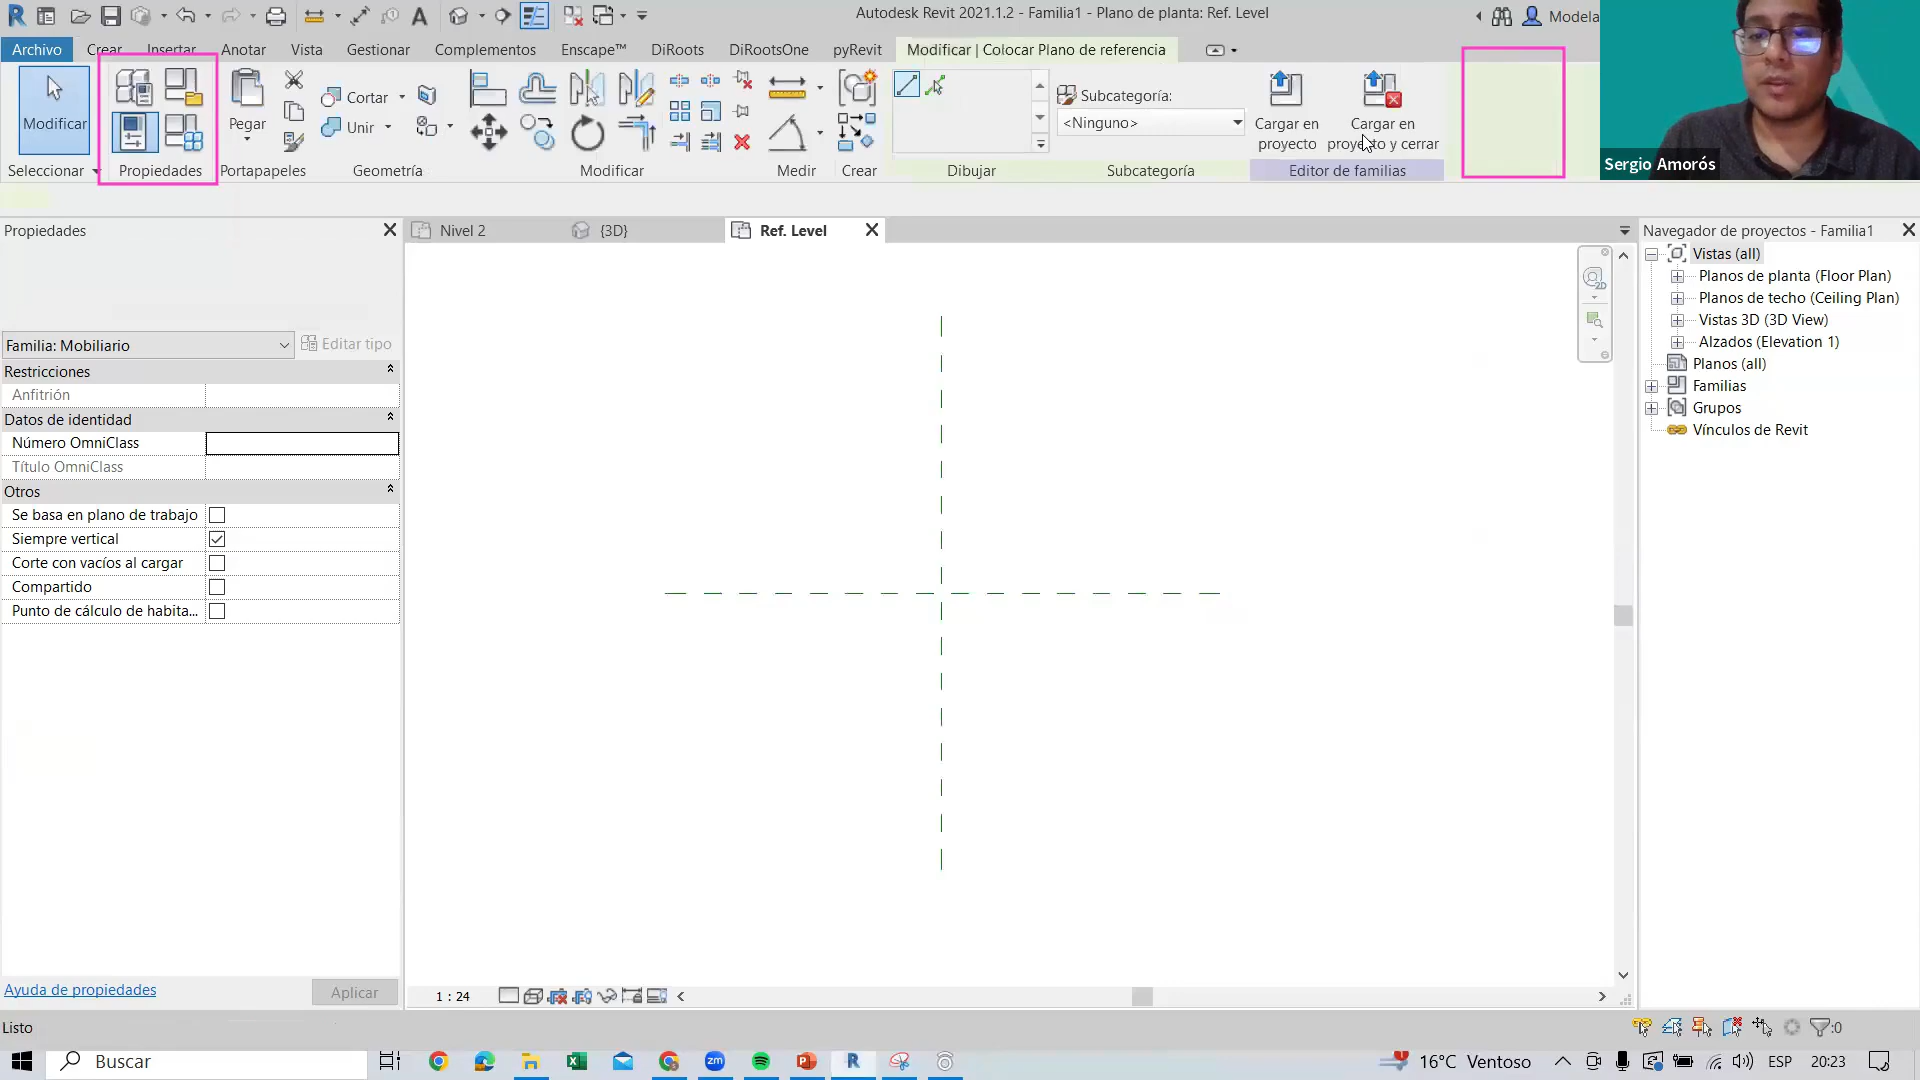 Autodesk Revit 2021.1.2 - Familia1 - Plano de planta: Ref. Level
Modela
Archivo Crear Insertar Anotar Vista Gestionar Complementos Enscape™ DiRoots DiRootsOne pyRevit Modificar | Colocar Plano de referencia
Modificar
Pegar
Cortar
Unir
Subcategoría:
<Ninguno>
Cargar en proyecto
Cargar en proyecto y cerrar
Seleccionar Propiedades Portapapeles Geometría Modificar Medir Crear Dibujar Subcategoría Editor de familias
Sergio Amorós
Propiedades
Nivel 2
{3D}
Ref. Level
Navegador de proyectos - Familia1
Familia: Mobiliario
Editar tipo
Restricciones
Anfitrión
Datos de identidad
Número OmniClass
Título OmniClass
Otros
Se basa en plano de trabajo
Siempre vertical
Corte con vacíos al cargar
Compartido
Punto de cálculo de habita...
Vistas (all)
Planos de planta (Floor Plan)
Planos de techo (Ceiling Plan)
Vistas 3D (3D View)
Alzados (Elevation 1)
Planos (all)
Familias
Grupos
Vínculos de Revit
2D
Ayuda de propiedades
Aplicar
1 : 24
Listo
:0
Buscar
zm
16°C Ventoso
ESP
20:23